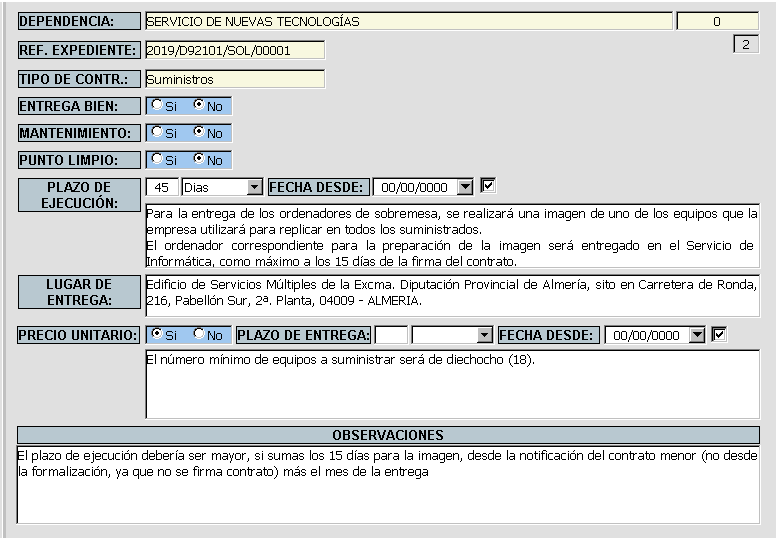 DEPENDENCIA: SERVICIO DE NUEVAS TECNOLOGÍAS 0
REF. EXPEDIENTE: 2019/D92101/SOL/00001 2
TIPO DE CONTR.: Suministros
ENTREGA BIEN: Si No
MANTENIMIENTO: Si No
PUNTO LIMPIO: Si No
PLAZO DE EJECUCIÓN: 45 Dias FECHA DESDE: 00/00/0000
Para la entrega de los ordenadores de sobremesa, se realizará una imagen de uno de los equipos que la
empresa utilizará para replicar en todos los suministrados.
El ordenador correspondiente para la preparación de la imagen será entregado en el Servicio de
Informática, como máximo a los 15 días de la firma del contrato.
LUGAR DE ENTREGA:
Edificio de Servicios Múltiples de la Excma. Diputación Provincial de Almería, sito en Carretera de Ronda,
216, Pabellón Sur, 2ª. Planta, 04009 - ALMERIA.
PRECIO UNITARIO: Si No PLAZO DE ENTREGA: FECHA DESDE: 00/00/0000
El número mínimo de equipos a suministrar será de diechocho (18).
OBSERVACIONES
El plazo de ejecución debería ser mayor, si sumas los 15 días para la imagen, desde la notificación del contrato menor (no desde
la formalización, ya que no se firma contrato) más el mes de la entrega